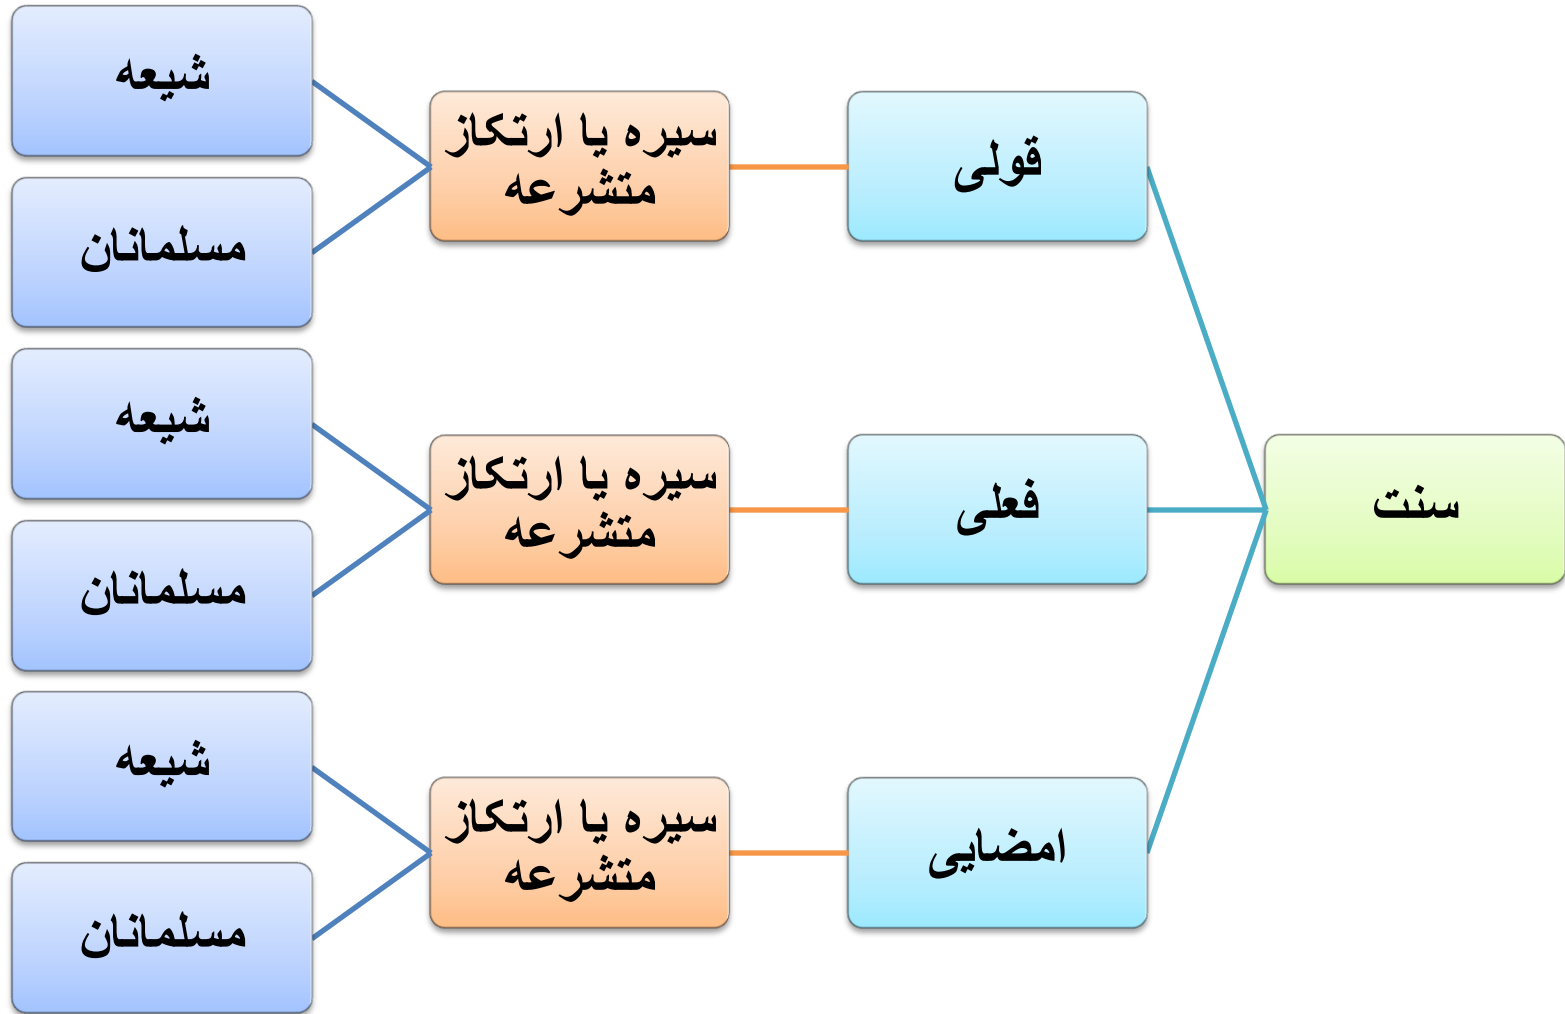 سنت
قولی
سیره یا ارتکاز
متشرعه
شیعه
مسلمانان
فعلی
سیره یا ارتکاز
متشرعه
شیعه
مسلمانان
امضایی
سیره یا ارتکاز
متشرعه
شیعه
مسلمانان